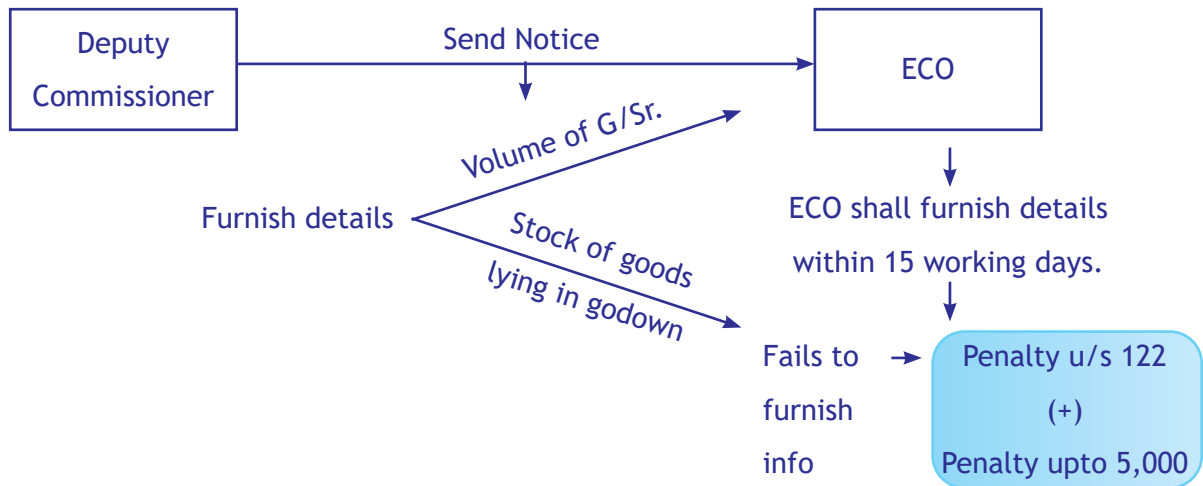 Deputy
Commissioner
Send Notice
ECO
Volume of G/Sr.
Furnish details
Stock of goods
lying in godown
ECO shall furnish details
within 15 working days.
Fails to
furnish
info
Penalty u/s 122
(+)
Penalty upto 5,000